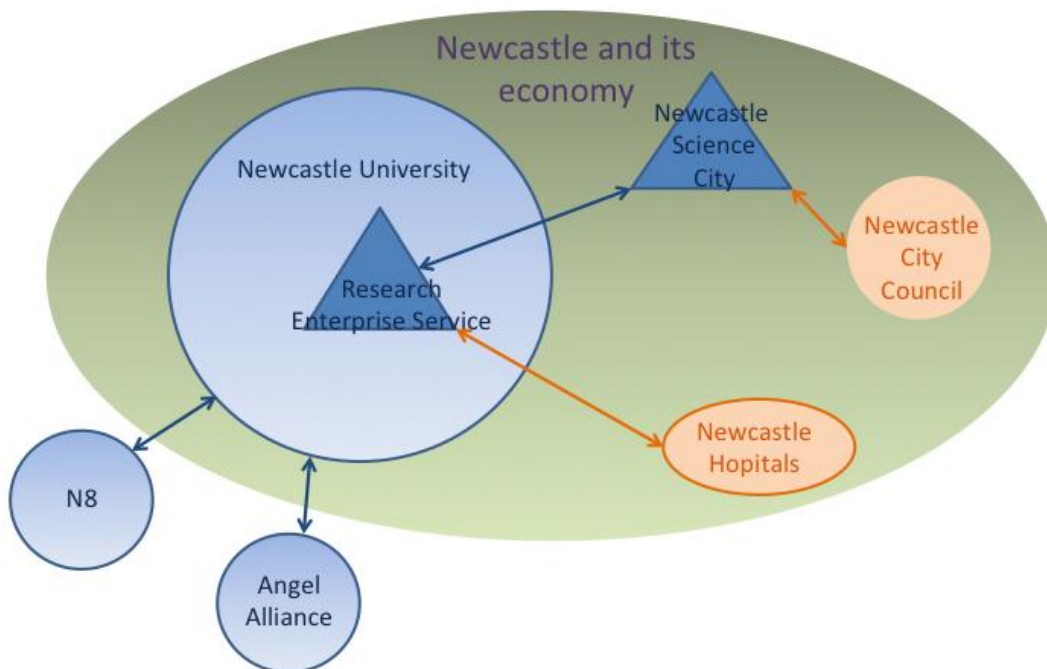 Newcastle and its
economy
Newcastle
Science
City
Newcastle University
Newcastle
City
Council
Research
Enterprise Service
Newcastle
Hopitals
N8
Angel
Alliance